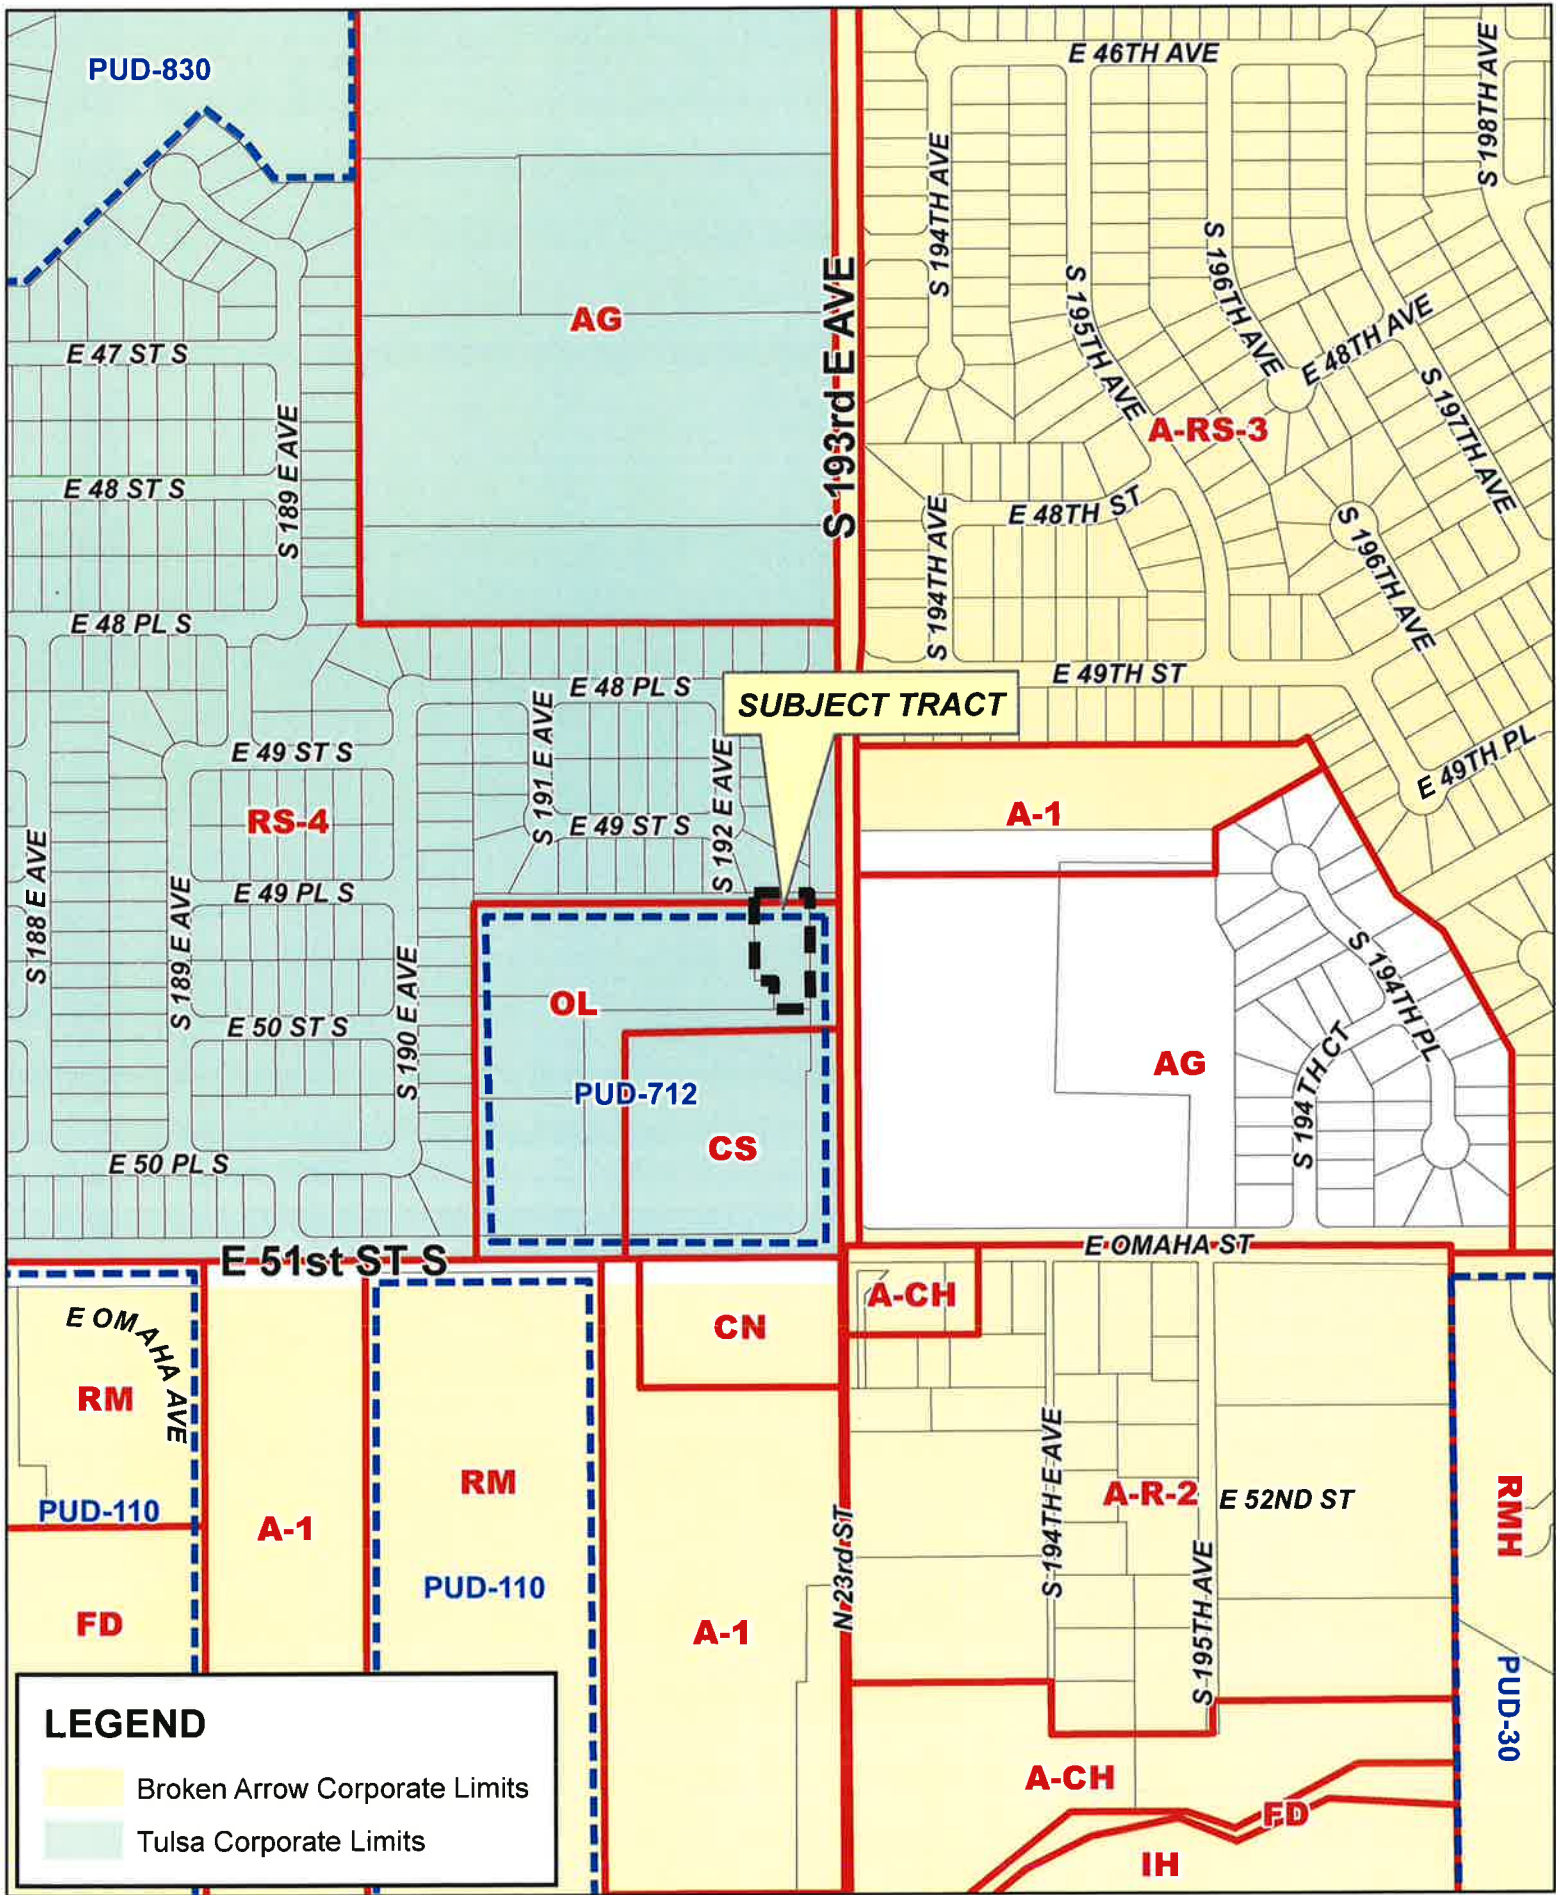 PUD-830
E 46TH AVE
S 198TH AVE
S 194TH AVE
S 196TH AVE
S 195TH AVE
E 48TH AVE
AG
S 193rd E AVE
E 47 ST S
S 189 E AVE
A-RS-3
S 197TH AVE
E 48 ST S
E 48TH ST
S 194TH AVE
S 196TH AVE
E 48 PL S
E 49TH ST
E 48 PL S
SUBJECT TRACT
E 49 ST S
S 191 E AVE
S 192 E AVE
E 49TH PL
RS-4
E 49 ST S
A-1
S 188 E AVE
S 189 E AVE
E 49 PL S
S 190 E AVE
S 194TH PL
OL
E 50 ST S
AG
S 194TH CT
PUD-712
CS
E 50 PL S
E 51st ST S
E OMAHA ST
A-CH
E OMAHA AVE
CN
RM
RM
S 194TH E AVE
A-R-2
E 52ND ST
RMH
PUD-110
A-1
N 23rd ST
S 195TH AVE
PUD-110
FD
A-1
PUD-30
A-CH
FD
IH
LEGEND
Broken Arrow Corporate Limits
Tulsa Corporate Limits